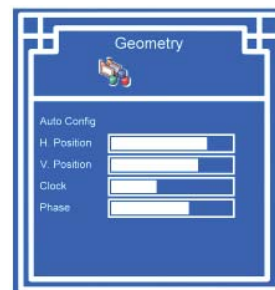 Geometry
Auto Config
H. Position
V. Position
Clock
Phase